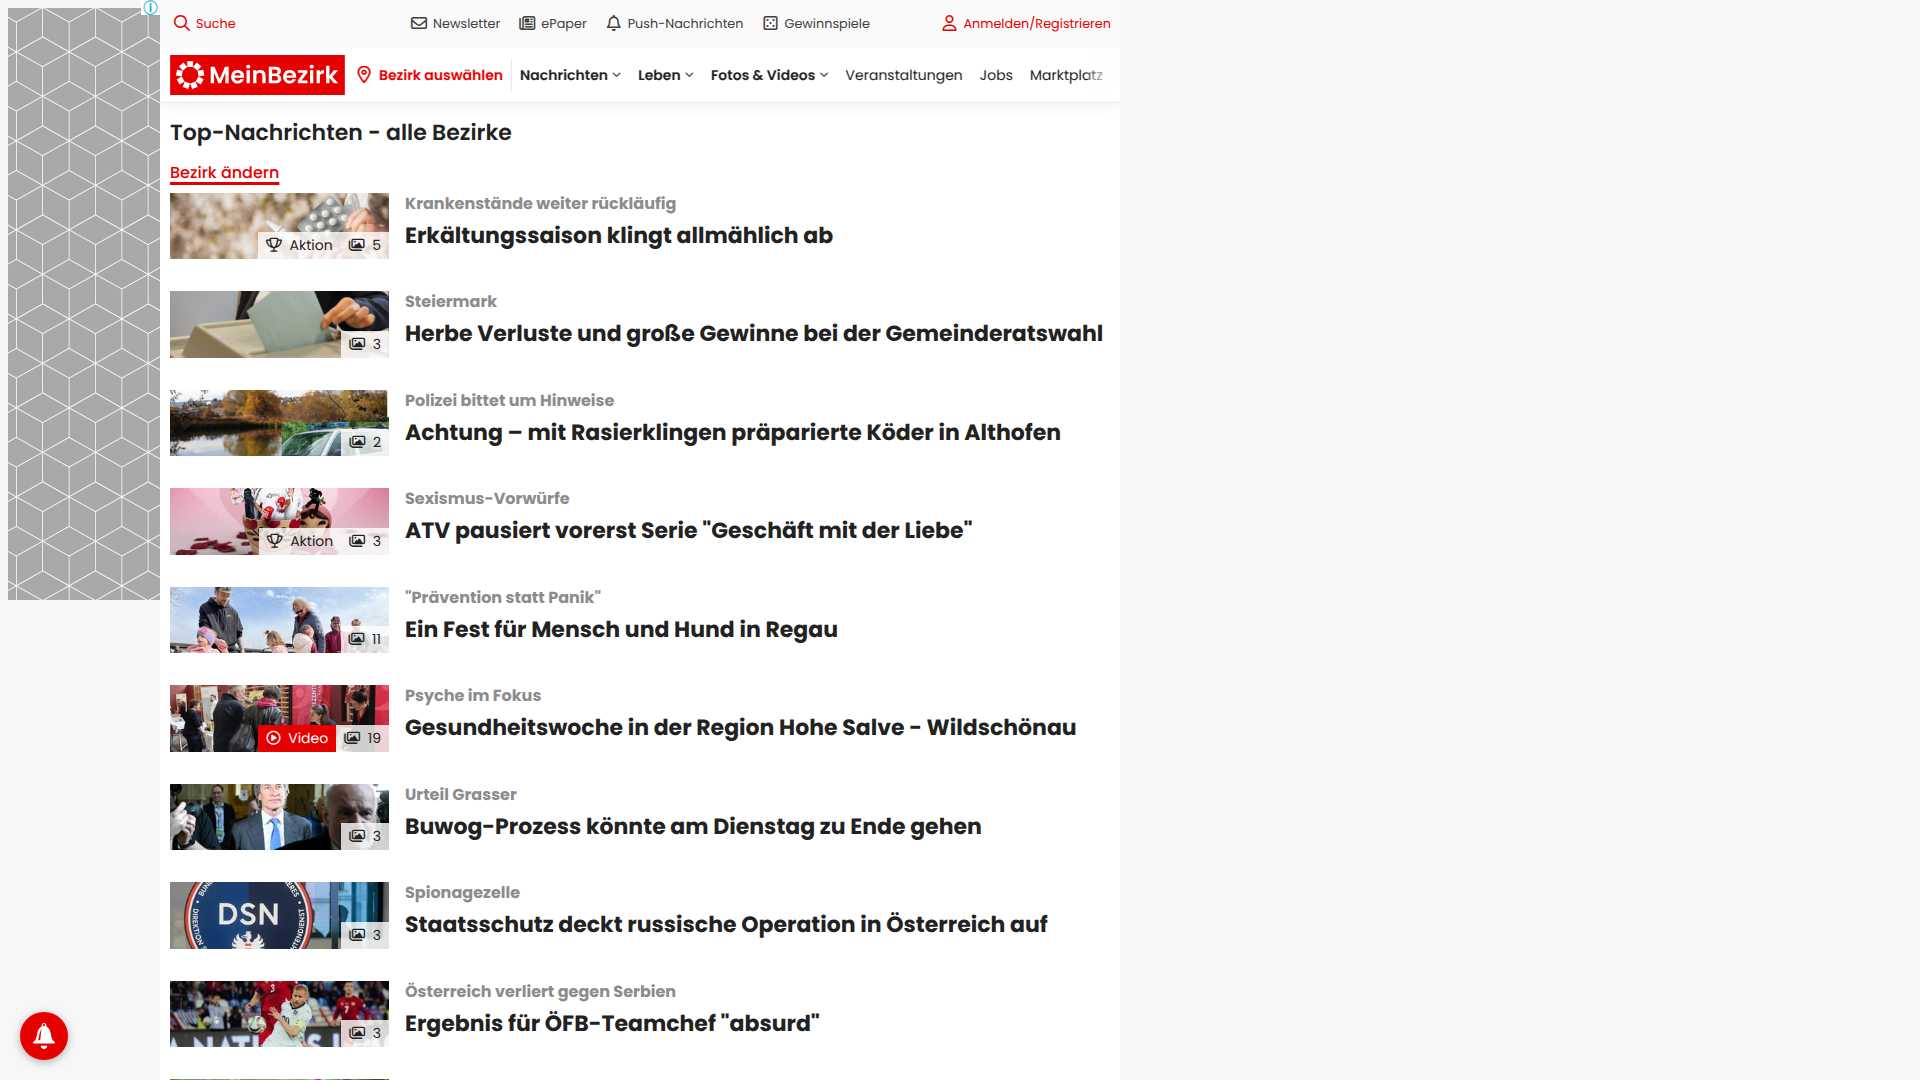 Suche
Newsletter
ePaper
Push-Nachrichten
Gewinnspiele
Anmelden/Registrieren
MeinBezirk
Bezirk auswählen
Nachrichten
Leben
Fotos & Videos
Veranstaltungen
Jobs
Marktplatz
Top-Nachrichten - alle Bezirke
Bezirk ändern
Aktion 5
Krankenstände weiter rückläufig
Erkältungssaison klingt allmählich ab
3
Steiermark
Herbe Verluste und große Gewinne bei der Gemeinderatswahl
2
Polizei bittet um Hinweise
Achtung – mit Rasierklingen präparierte Köder in Althofen
Aktion 3
Sexismus-Vorwürfe
ATV pausiert vorerst Serie "Geschäft mit der Liebe"
11
"Prävention statt Panik"
Ein Fest für Mensch und Hund in Regau
Video 19
Psyche im Fokus
Gesundheitswoche in der Region Hohe Salve - Wildschönau
3
Urteil Grasser
Buwog-Prozess könnte am Dienstag zu Ende gehen
DSN
3
Spionagezelle
Staatsschutz deckt russische Operation in Österreich auf
3
Österreich verliert gegen Serbien
Ergebnis für ÖFB-Teamchef "absurd"